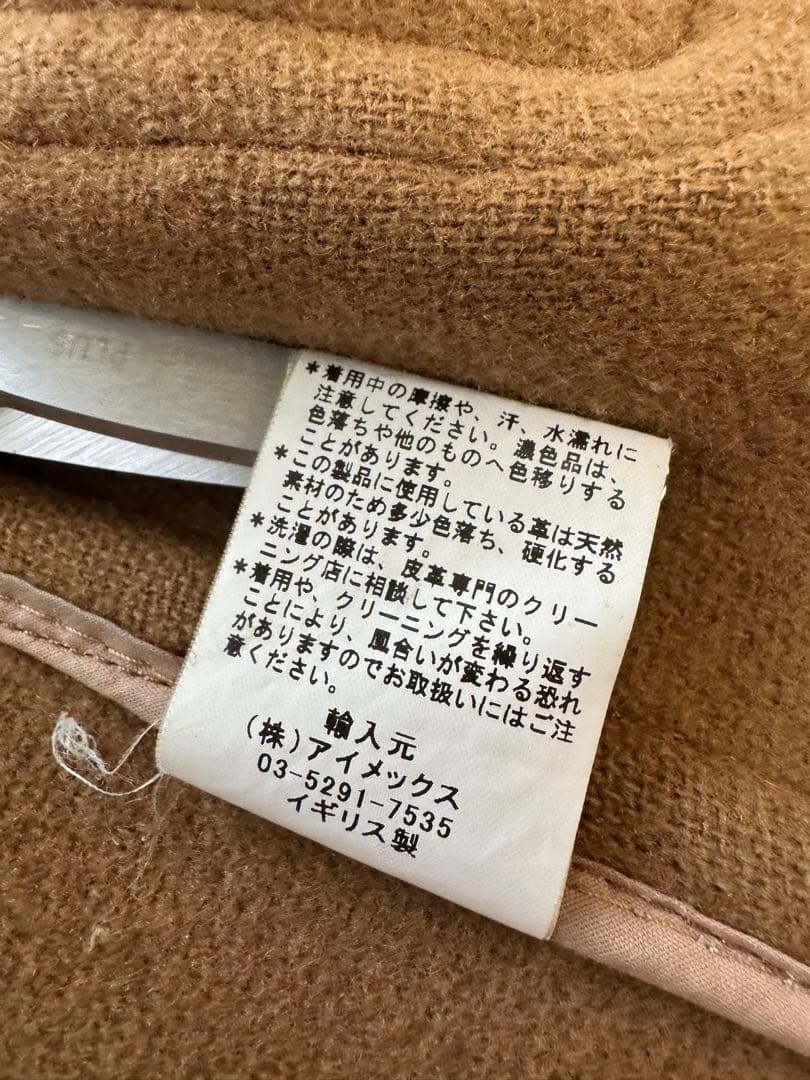 *着用中の摩擦や、汗、水濡れに
注意してください。濃色品は、
色落ちや他のものへ色移りする
ことがあります。
*この製品に使用している革は天然
素材のため多少色落ち、硬化する
ことがあります。
*洗濯の際は、皮革専門のクリー
ニング店に相談して下さい。
*着用や、クリーニングを繰り返す
ことにより、風合いが変わる恐れ
がありますのでお取扱いにはご注
意ください。
輸入元
(株)アイメックス
03-5291-7535
イギリス製